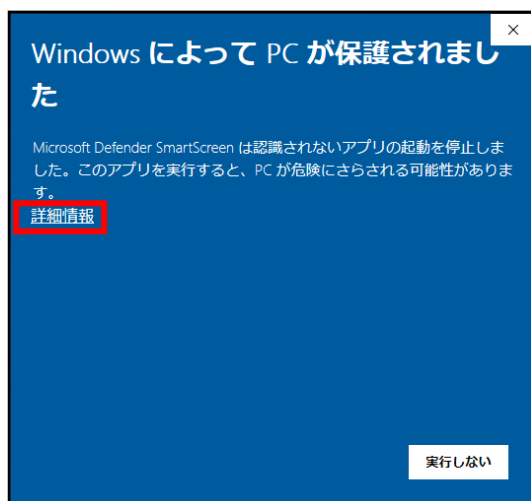 Windows によって PC が保護されまし
た
Microsoft Defender SmartScreen は認識されないアプリの起動を停止しま
した。このアプリを実行すると、PC が危険にさらされる可能性がありま
す。
詳細情報
実行しない